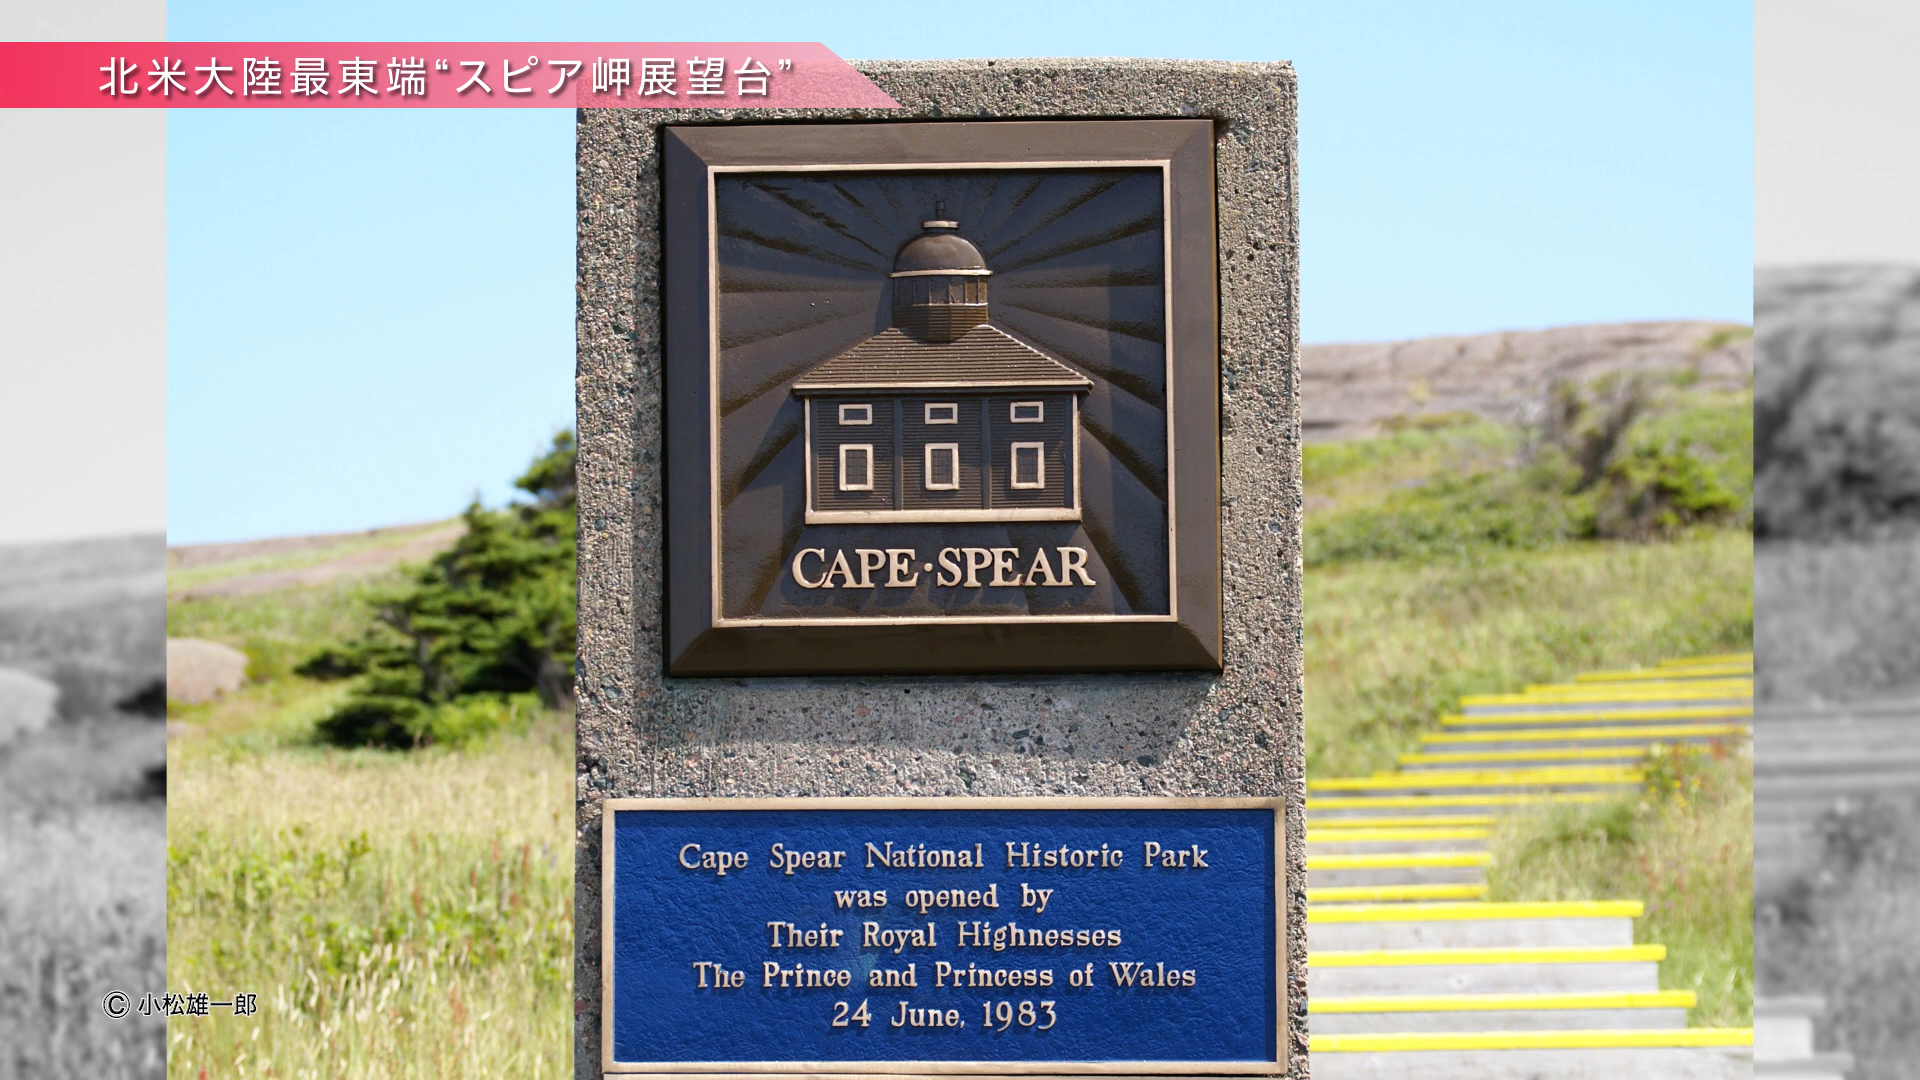 北米大陸最東端“スピア岬展望台”
CAPE·SPEAR
Cape Spear National Historic Park
was opened by
Their Royal Highnesses
The Prince and Princess of Wales
24 June, 1983
© 小松雄一郎